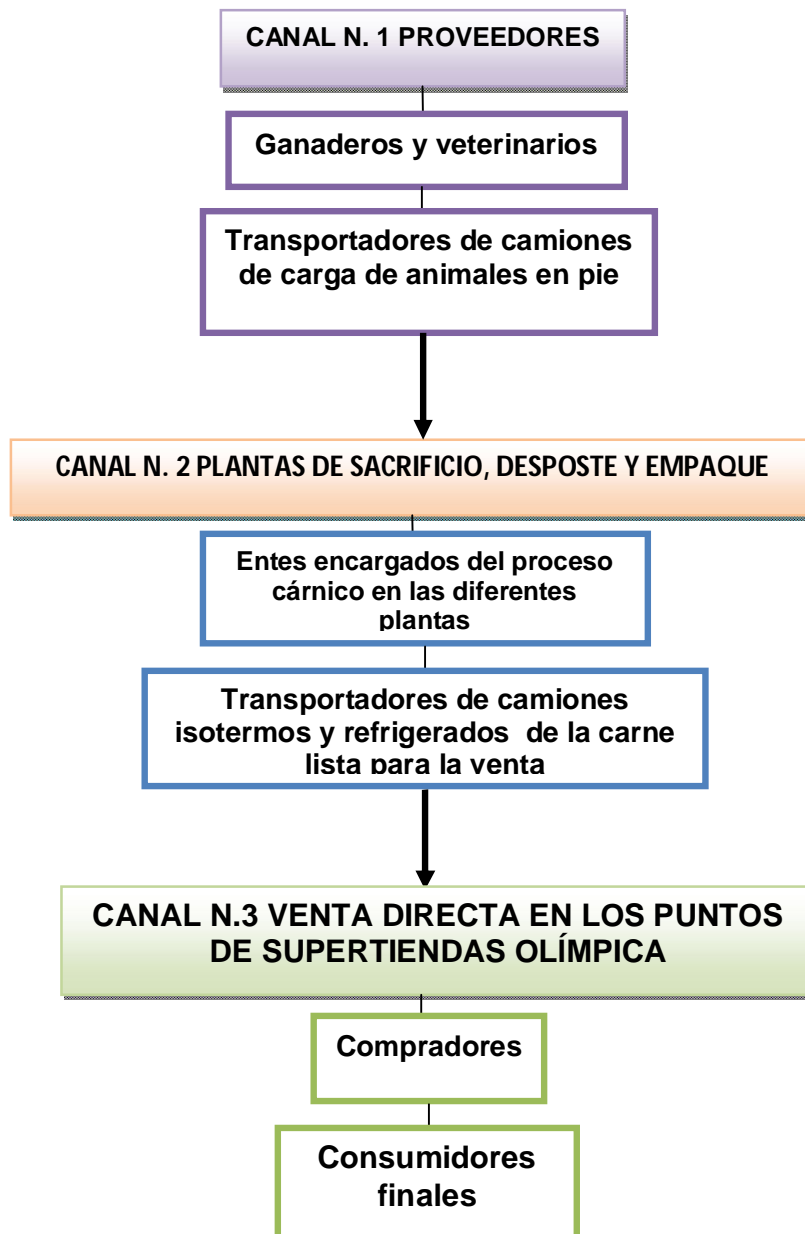 CANAL N. 1 PROVEEDORES
Ganaderos y veterinarios
Transportadores de camiones
de carga de animales en pie
CANAL N. 2 PLANTAS DE SACRIFICIO, DESPOSTE Y EMPAQUE
Entes encargados del proceso
cárnico en las diferentes
plantas
Transportadores de camiones
isotermos y refrigerados de la carne
lista para la venta
CANAL N.3 VENTA DIRECTA EN LOS PUNTOS
DE SUPERTIENDAS OLÍMPICA
Compradores
Consumidores
finales